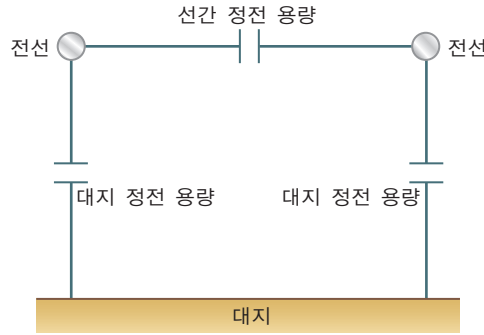 선간 정전 용량
전선
전선
대지 정전 용량
대지 정전 용량
대지